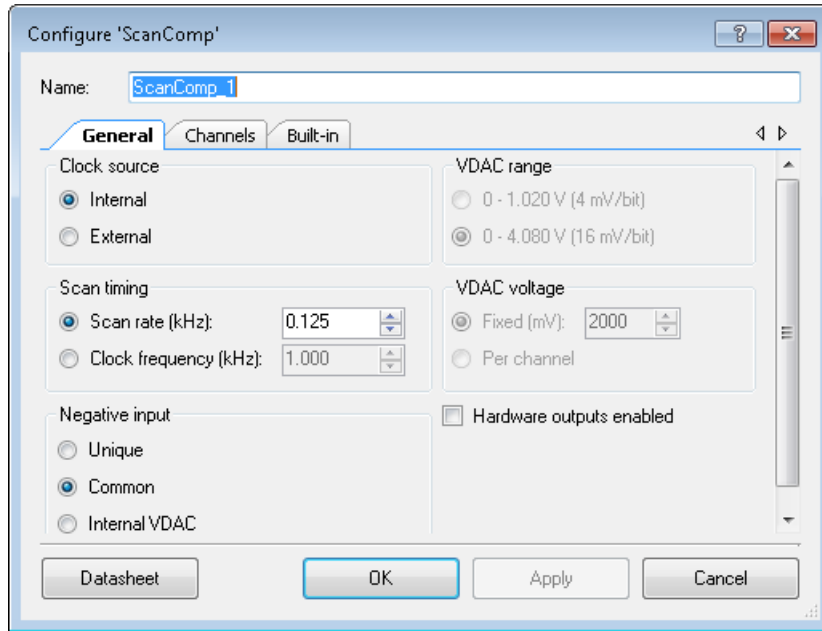 Configure 'ScanComp'
Name: ScanComp_1
General Channels Built-in
Clock source
Internal
External
VDAC range
0 - 1.020 V (4 mV/bit)
0 - 4.080 V (16 mV/bit)
Scan timing
Scan rate (kHz): 0.125
Clock frequency (kHz): 1.000
VDAC voltage
Fixed (mV): 2000
Per channel
Negative input
Unique
Common
Internal VDAC
Hardware outputs enabled
Datasheet OK Apply Cancel